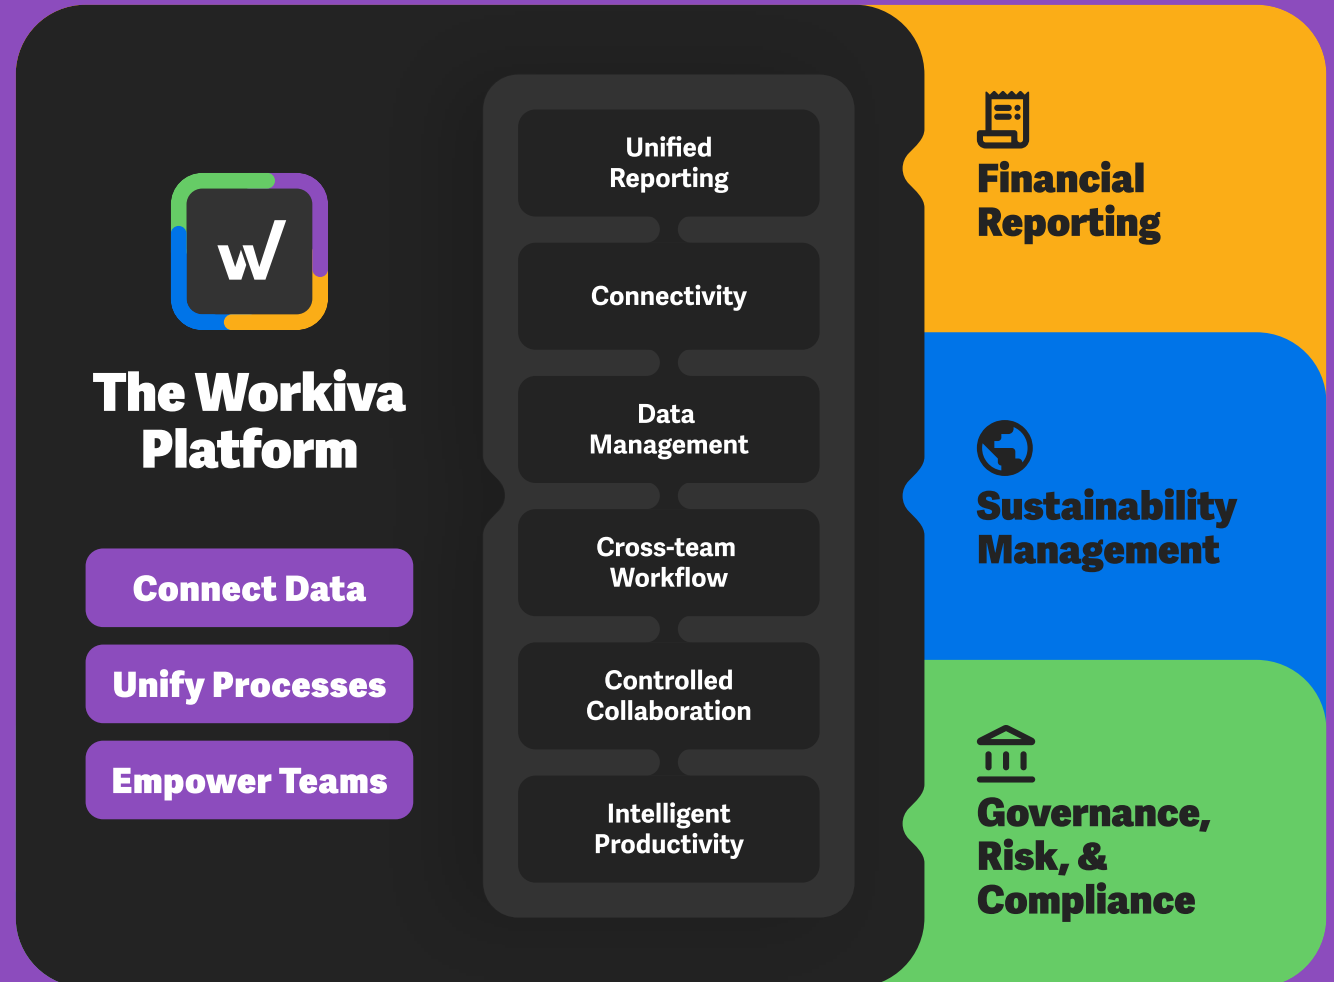 The Workiva
Platform
Connect Data
Unify Processes
Empower Teams
Unified
Reporting
Connectivity
Data
Management
Cross-team
Workflow
Controlled
Collaboration
Intelligent
Productivity
Financial
Reporting
Sustainability
Management
Governance,
Risk, &
Compliance